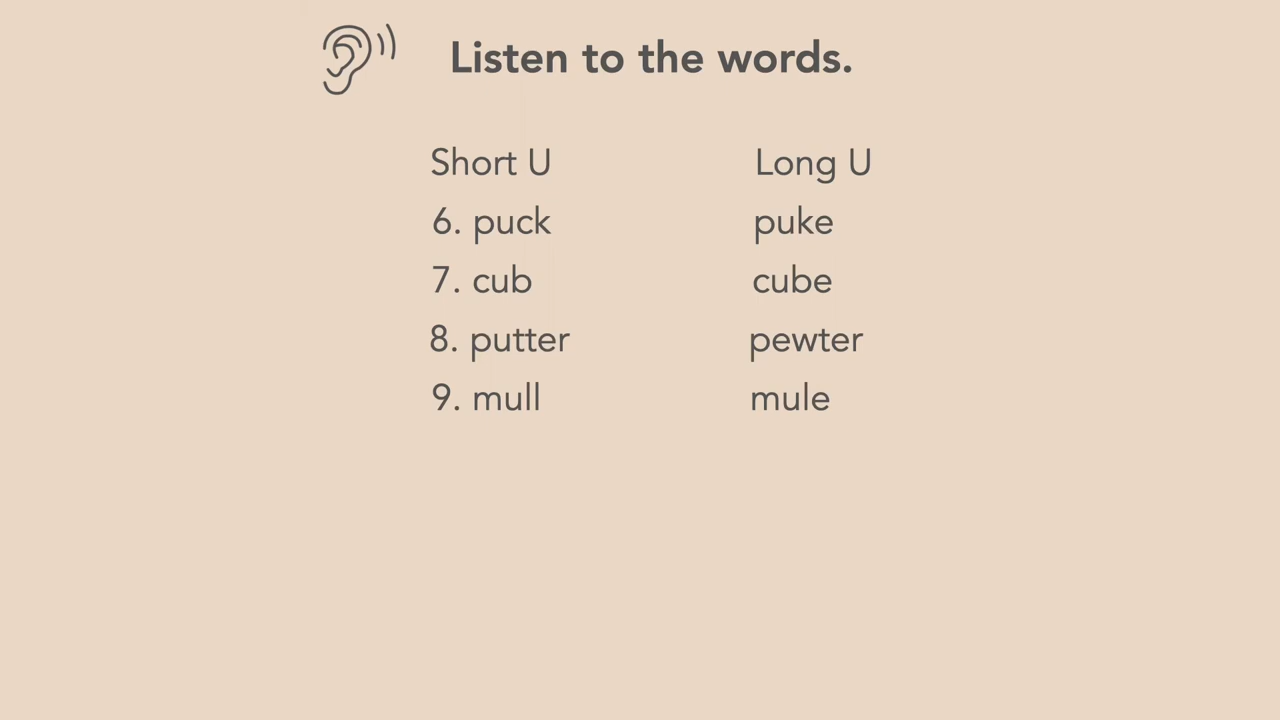 Listen to the words.
Short U Long U
6. puck puke
7. cub cube
8. putter pewter
9. mull mule